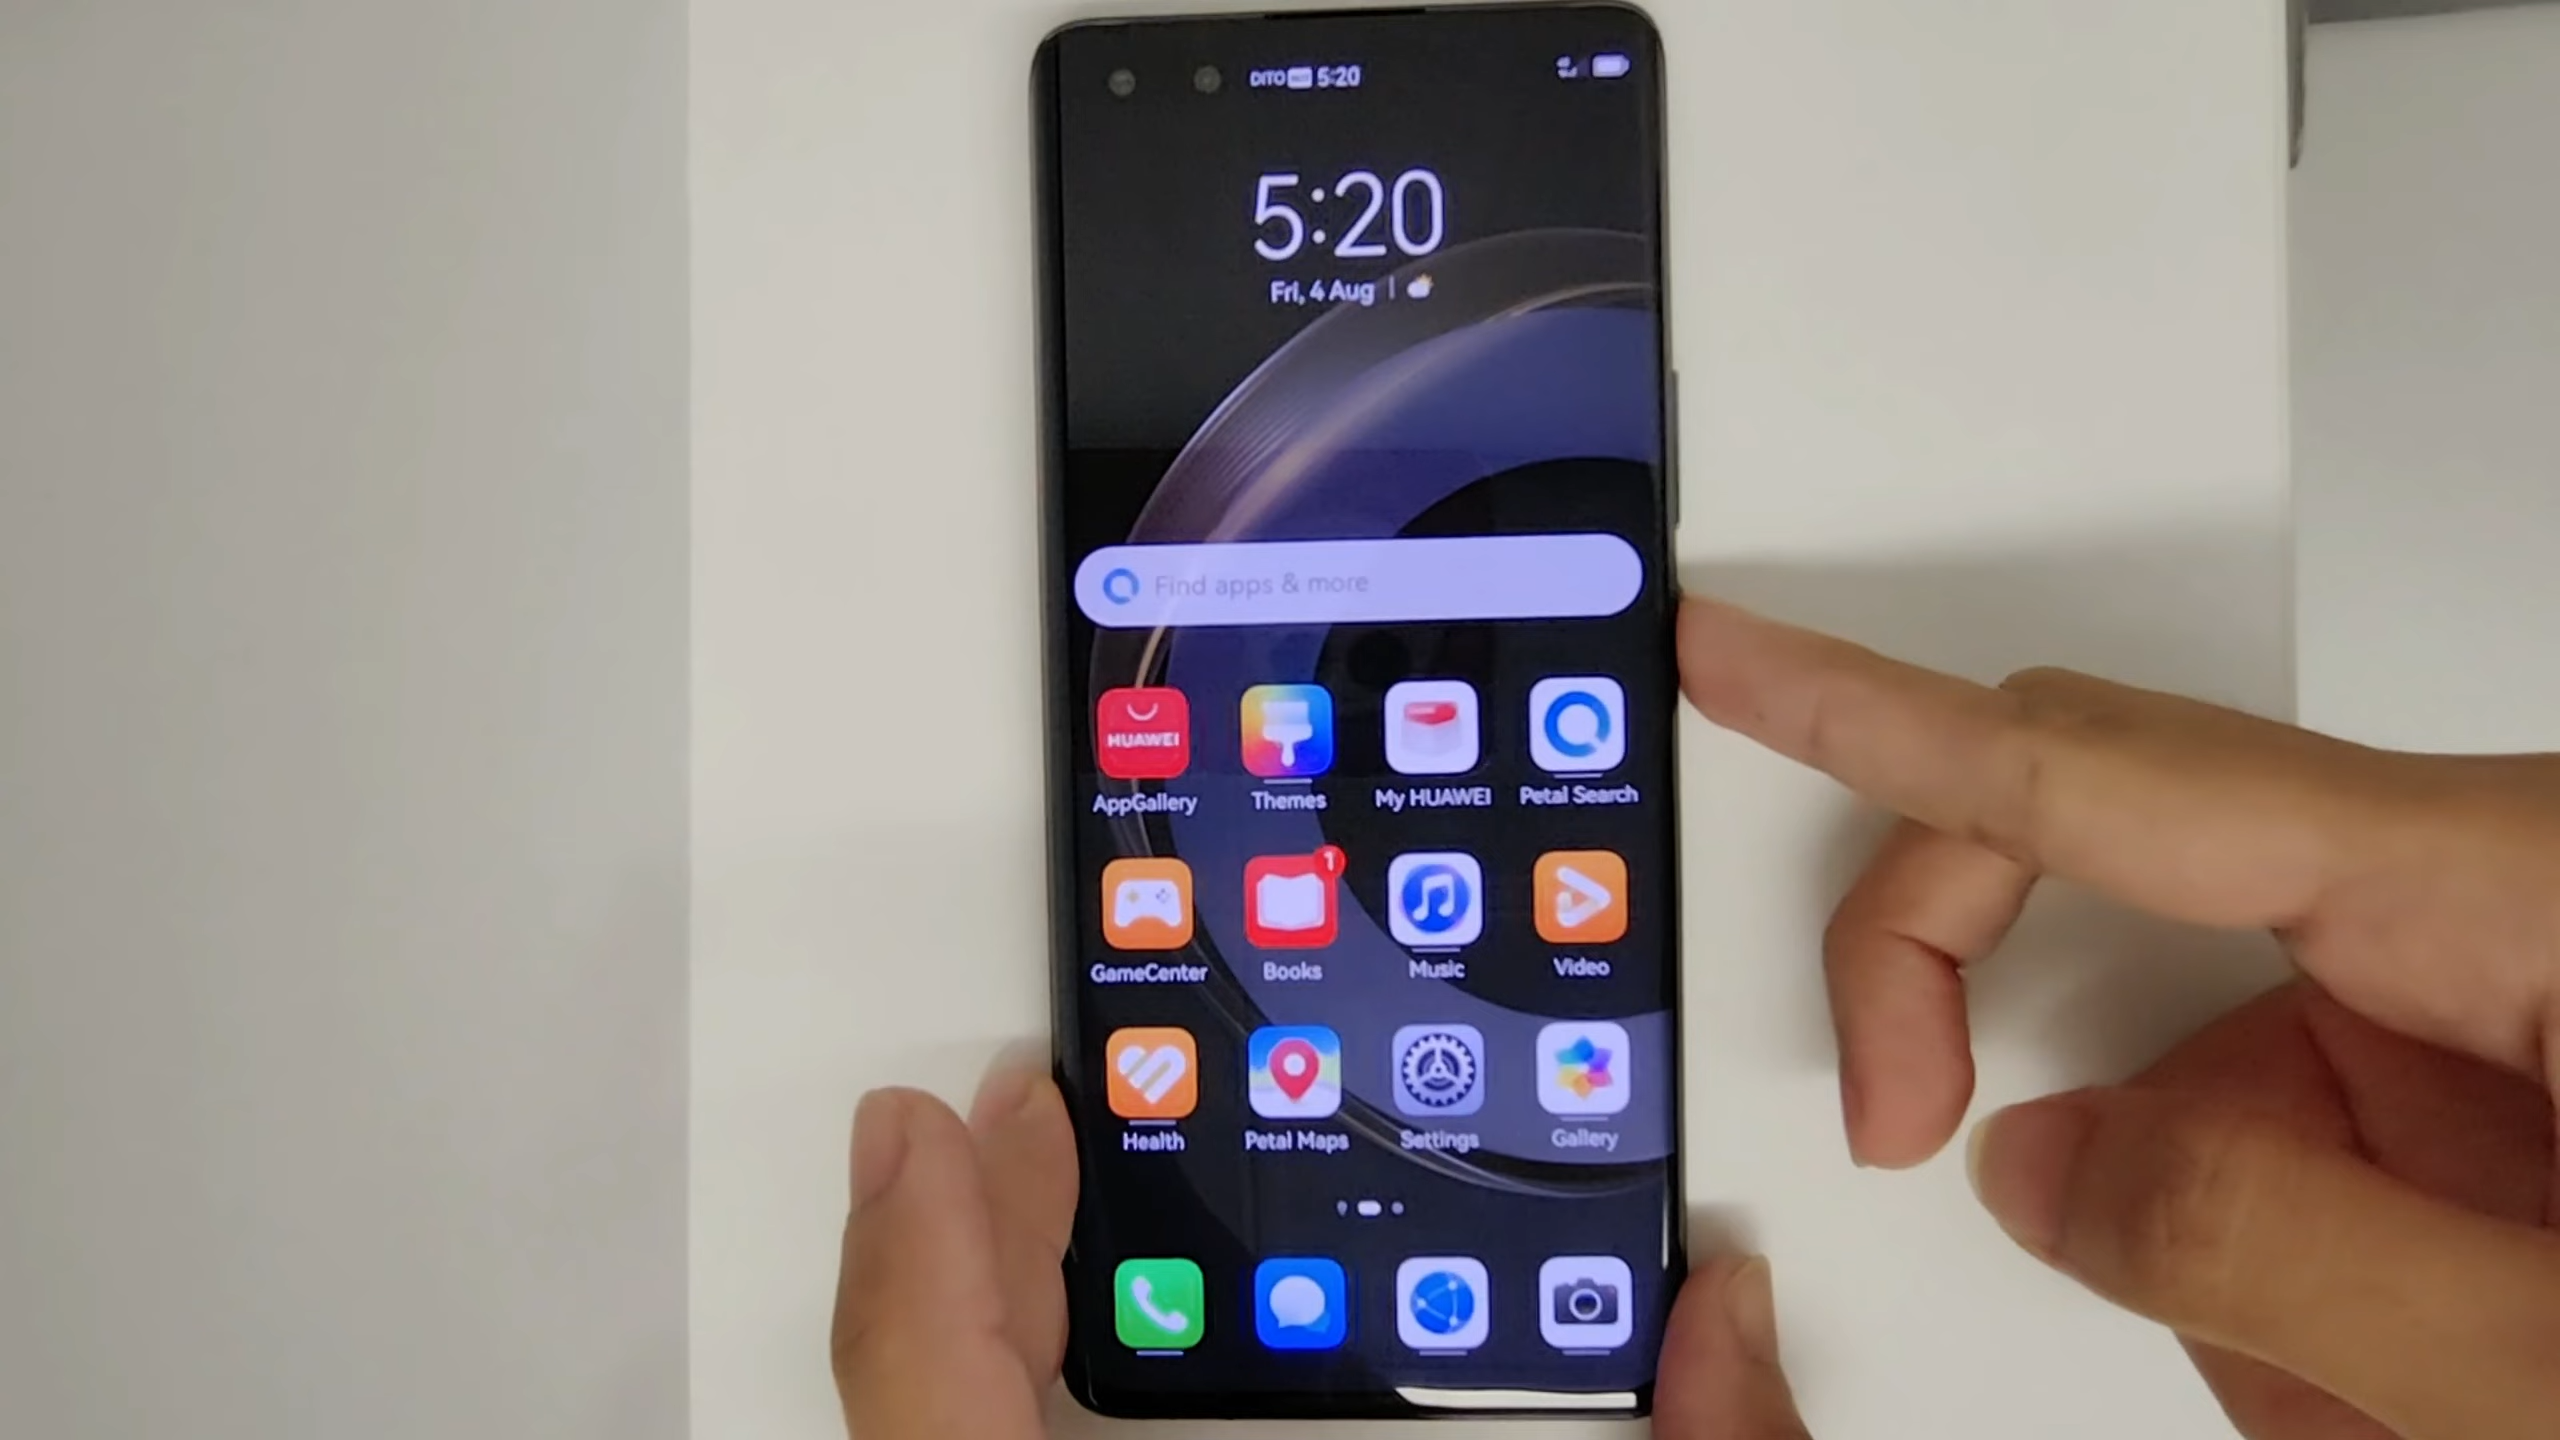 DITO 5:20
5:20
Fri, 4 Aug
Find apps & more
HUAWEI
AppGallery Themes My HUAWEI Petal Search
1
GameCenter Books Music Video
Health Petal Maps Settings Gallery